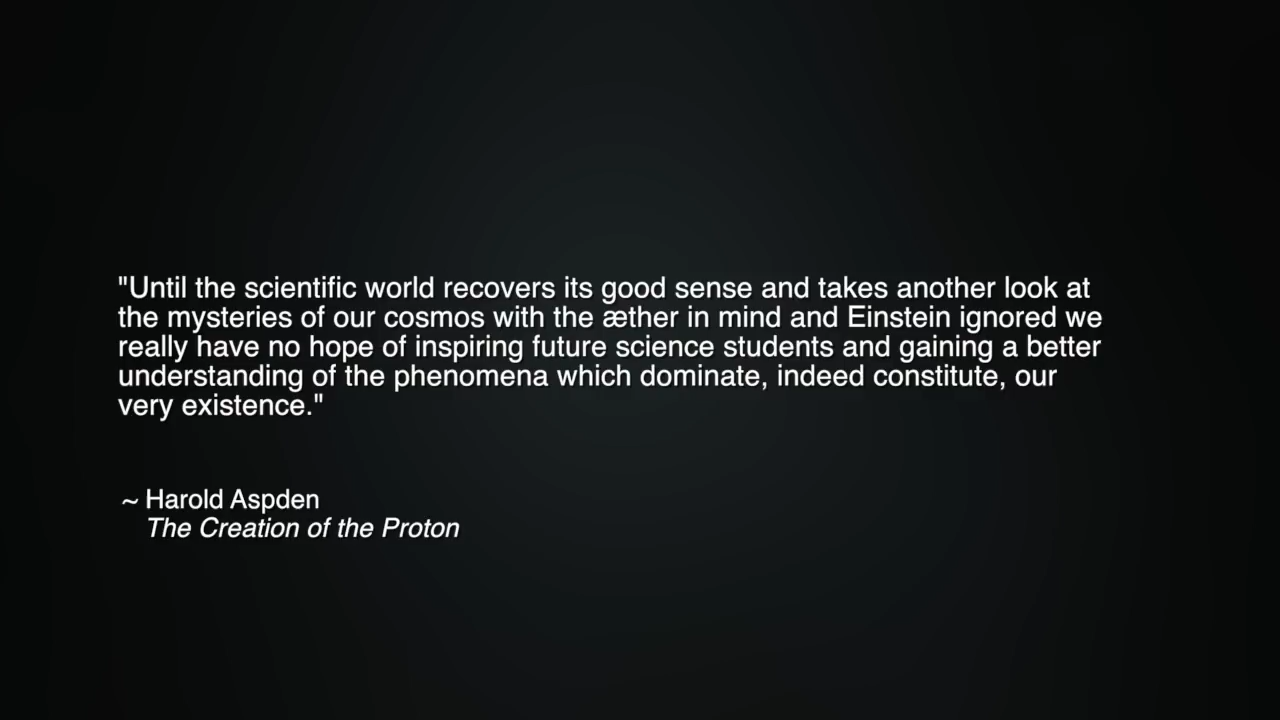 "Until the scientific world recovers its good sense and takes another look at
the mysteries of our cosmos with the æther in mind and Einstein ignored we
really have no hope of inspiring future science students and gaining a better
understanding of the phenomena which dominate, indeed constitute, our
very existence."
~ Harold Aspden
The Creation of the Proton